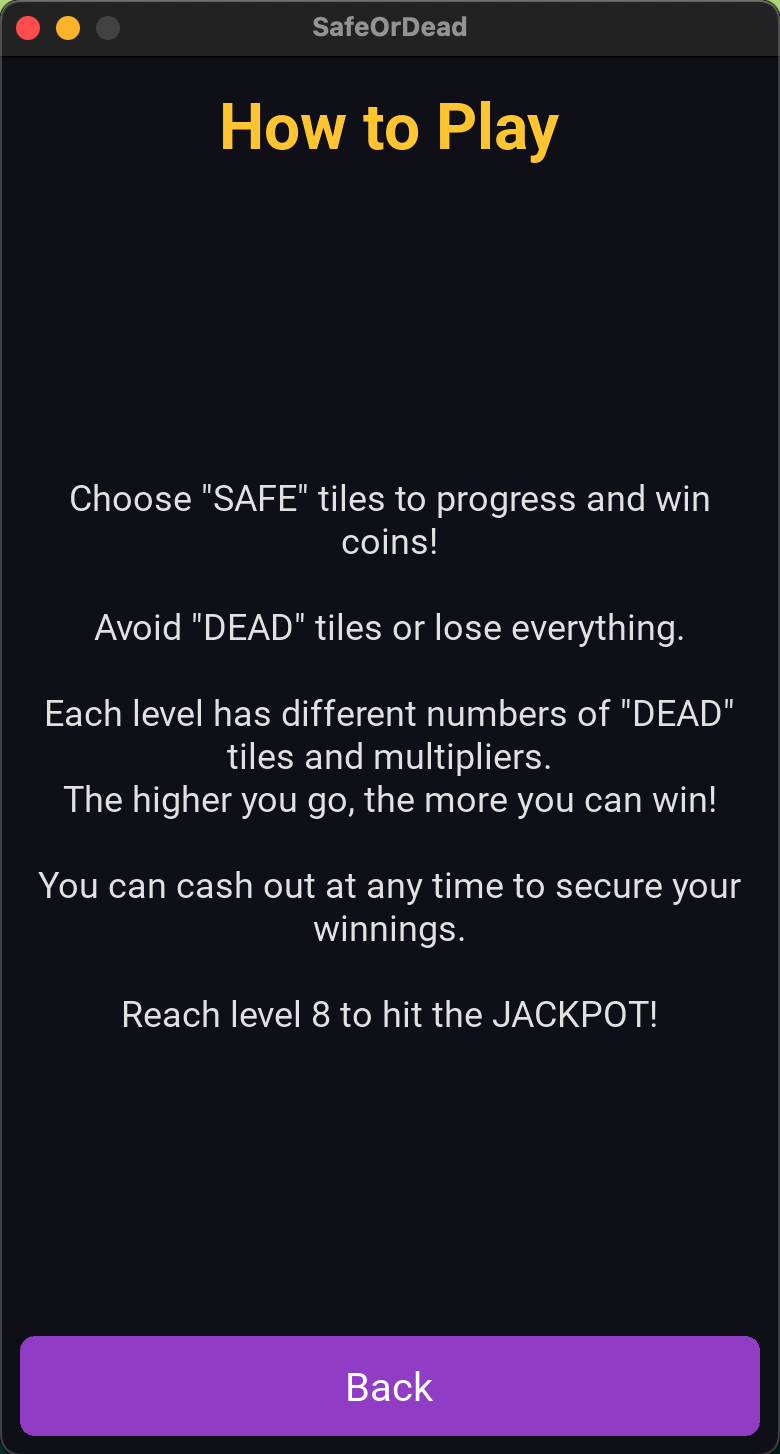 SafeOrDead
How to Play
Choose "SAFE" tiles to progress and win
coins!
Avoid "DEAD" tiles or lose everything.
Each level has different numbers of "DEAD"
tiles and multipliers.
The higher you go, the more you can win!
You can cash out at any time to secure your
winnings.
Reach level 8 to hit the JACKPOT!
Back